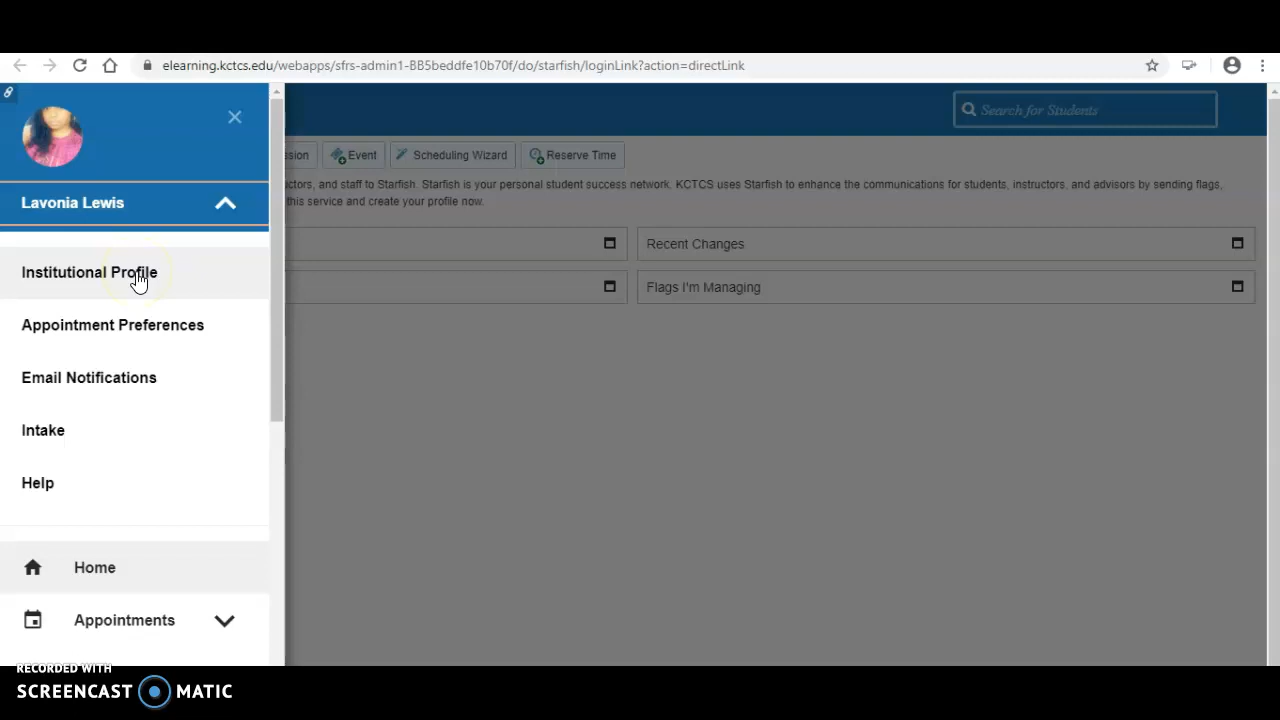 elearning.kctcs.edu/webapps/sfrs-admin1-BB5beddfe10b70f/do/starfish/loginLink?action=directLink
Search for Students
Lavonia Lewis
ssion
Event
Scheduling Wizard
Reserve Time
ctors, and staff to Starfish. Starfish is your personal student success network. KCTCS uses Starfish to enhance the communications for students, instructors, and advisors by sending flags,
this service and create your profile now.
Recent Changes
Flags I'm Managing
Institutional Profile
Appointment Preferences
Email Notifications
Intake
Help
Home
Appointments
RECORDED WITH
SCREENCAST MATIC